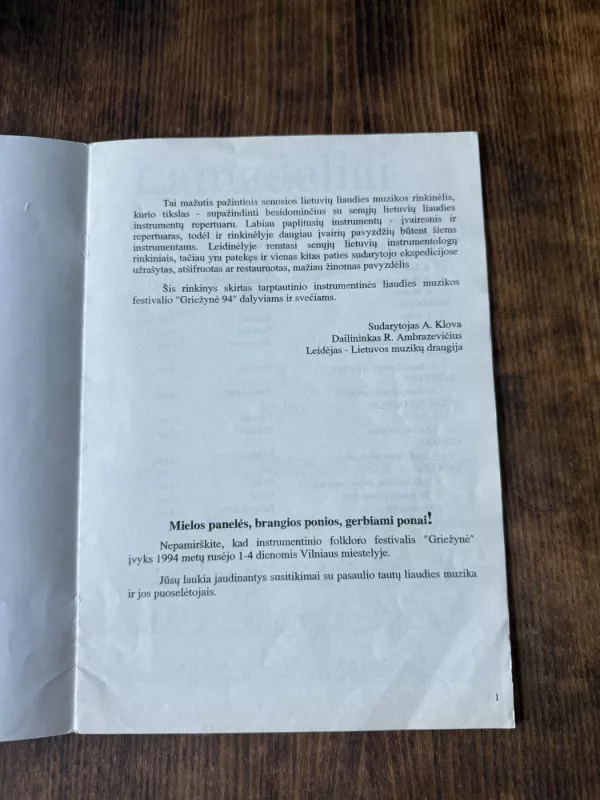 Tai mažutis pažintinis senosios lietuvių liaudies muzikos rinkinėlis,
kurio tikslas - supažindinti besidominčius su senųjų lietuvių liaudies
instrumentų repertuaru. Labiau paplitusių instrumentų - įvairesnis ir
repertuaras, todėl ir rinkinėlyje daugiau įvairių pavyzdžių būtent šiems
instrumentams. Leidinėlyje remtasi senųjų lietuvių instrumentologų
rinkiniais, tačiau yra patekęs ir vienas kitas paties sudarytojo ekspedicijose
užrašytas, atšifruotas ar restauruotas, mažiau žinomas pavyzdėlis
Šis rinkinys skirtas tarptautinio instrumentinės liaudies muzikos
festivalio "Griežynė 94" dalyviams ir svečiams.
Sudarytojas A. Klova
Dailininkas R. Ambrazevičius
Leidėjas - Lietuvos muzikų draugija
Mielos panelės, brangios ponios, gerbiami ponai!
Nepamirškite, kad instrumentinio folkloro festivalis "Griežynė"
įvyks 1994 metų rusėjo 1-4 dienomis Vilniaus miestelyje.
Jūsų laukia jaudinantys susitikimai su pasaulio tautų liaudies muzika
ir jos puoselėtojais.
1